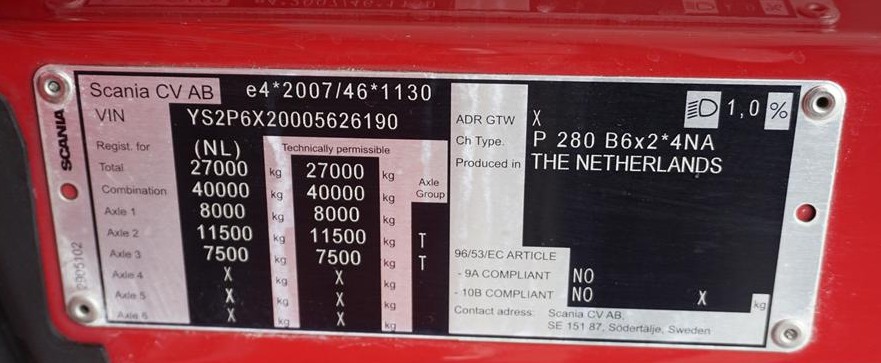 Scania CV AB e4*2007/46*1130
VIN YS2P6X20005626190
SCANIA
Regist. for (NL) Technically permissible
Total 27000 kg 27000 kg
Combination 40000 kg 40000 kg Axle Group
Axle 1 8000 kg 8000 kg
Axle 2 11500 kg 11500 kg T
Axle 3 7500 kg 7500 kg T
Axle 4 X kg X kg
Axle 5 X kg X kg
Axle 6 X kg X kg
1,0 %
ADR GTW X
Ch Type. P 280 B6x2*4NA
Produced in THE NETHERLANDS
96/53/EC ARTICLE
- 9A COMPLIANT NO
- 10B COMPLIANT NO X kg
Contact adress: Scania CV AB.
SE 151 87, Södertälje, Sweden